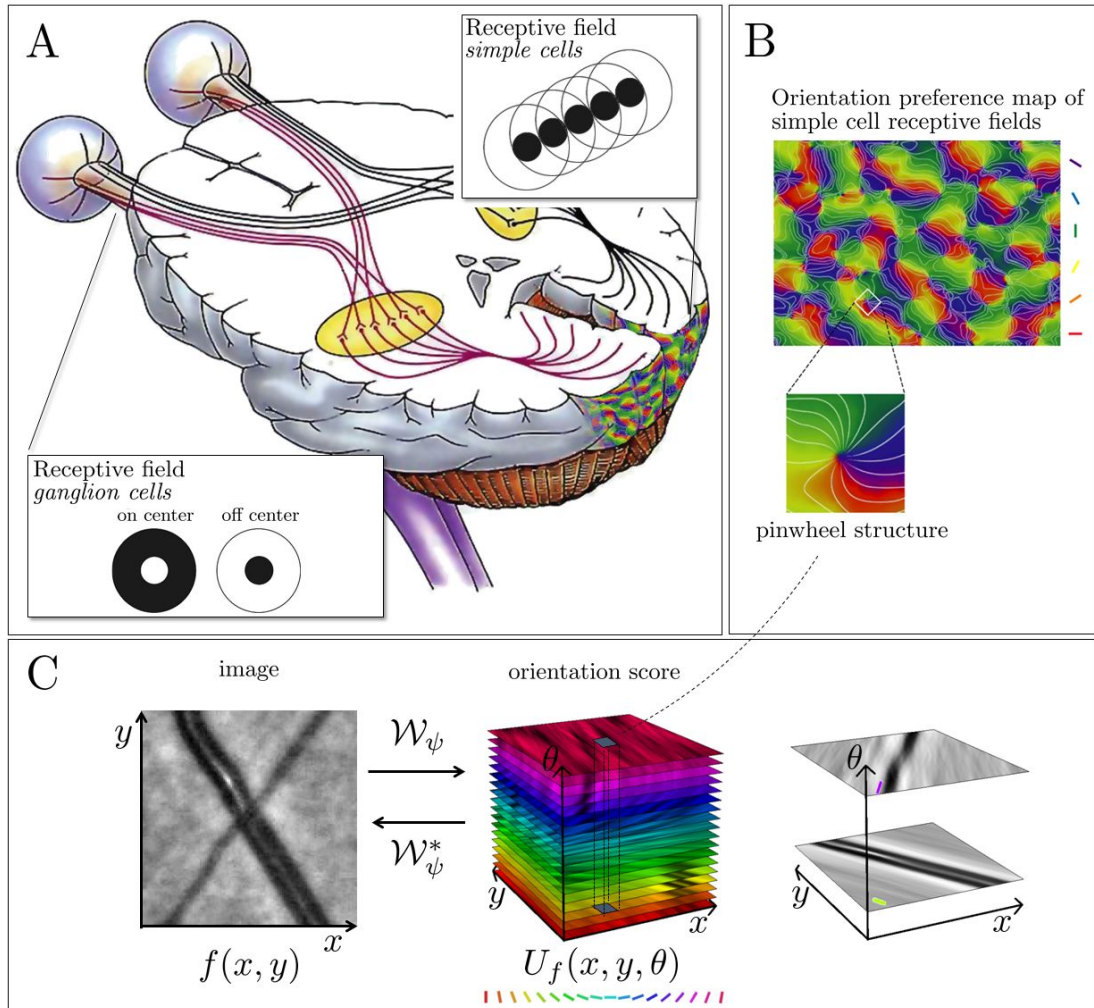 A
Receptive field
simple cells
Receptive field
ganglion cells
on center
off center
B
Orientation preference map of
simple cell receptive fields
pinwheel structure
C
image
orientation score
y
x
f(x, y)
𝒲ψ
𝒲*ψ
θ
y
x
U_f(x, y, θ)
θ
y
x